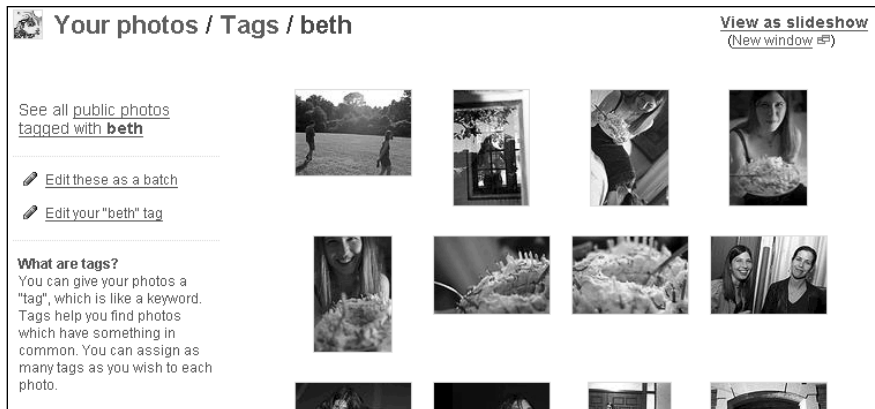 Your photos / Tags / beth
View as slideshow
(New window)
See all public photos
tagged with beth
Edit these as a batch
Edit your "beth" tag
What are tags?
You can give your photos a
"tag", which is like a keyword.
Tags help you find photos
which have something in
common. You can assign as
many tags as you wish to each
photo.